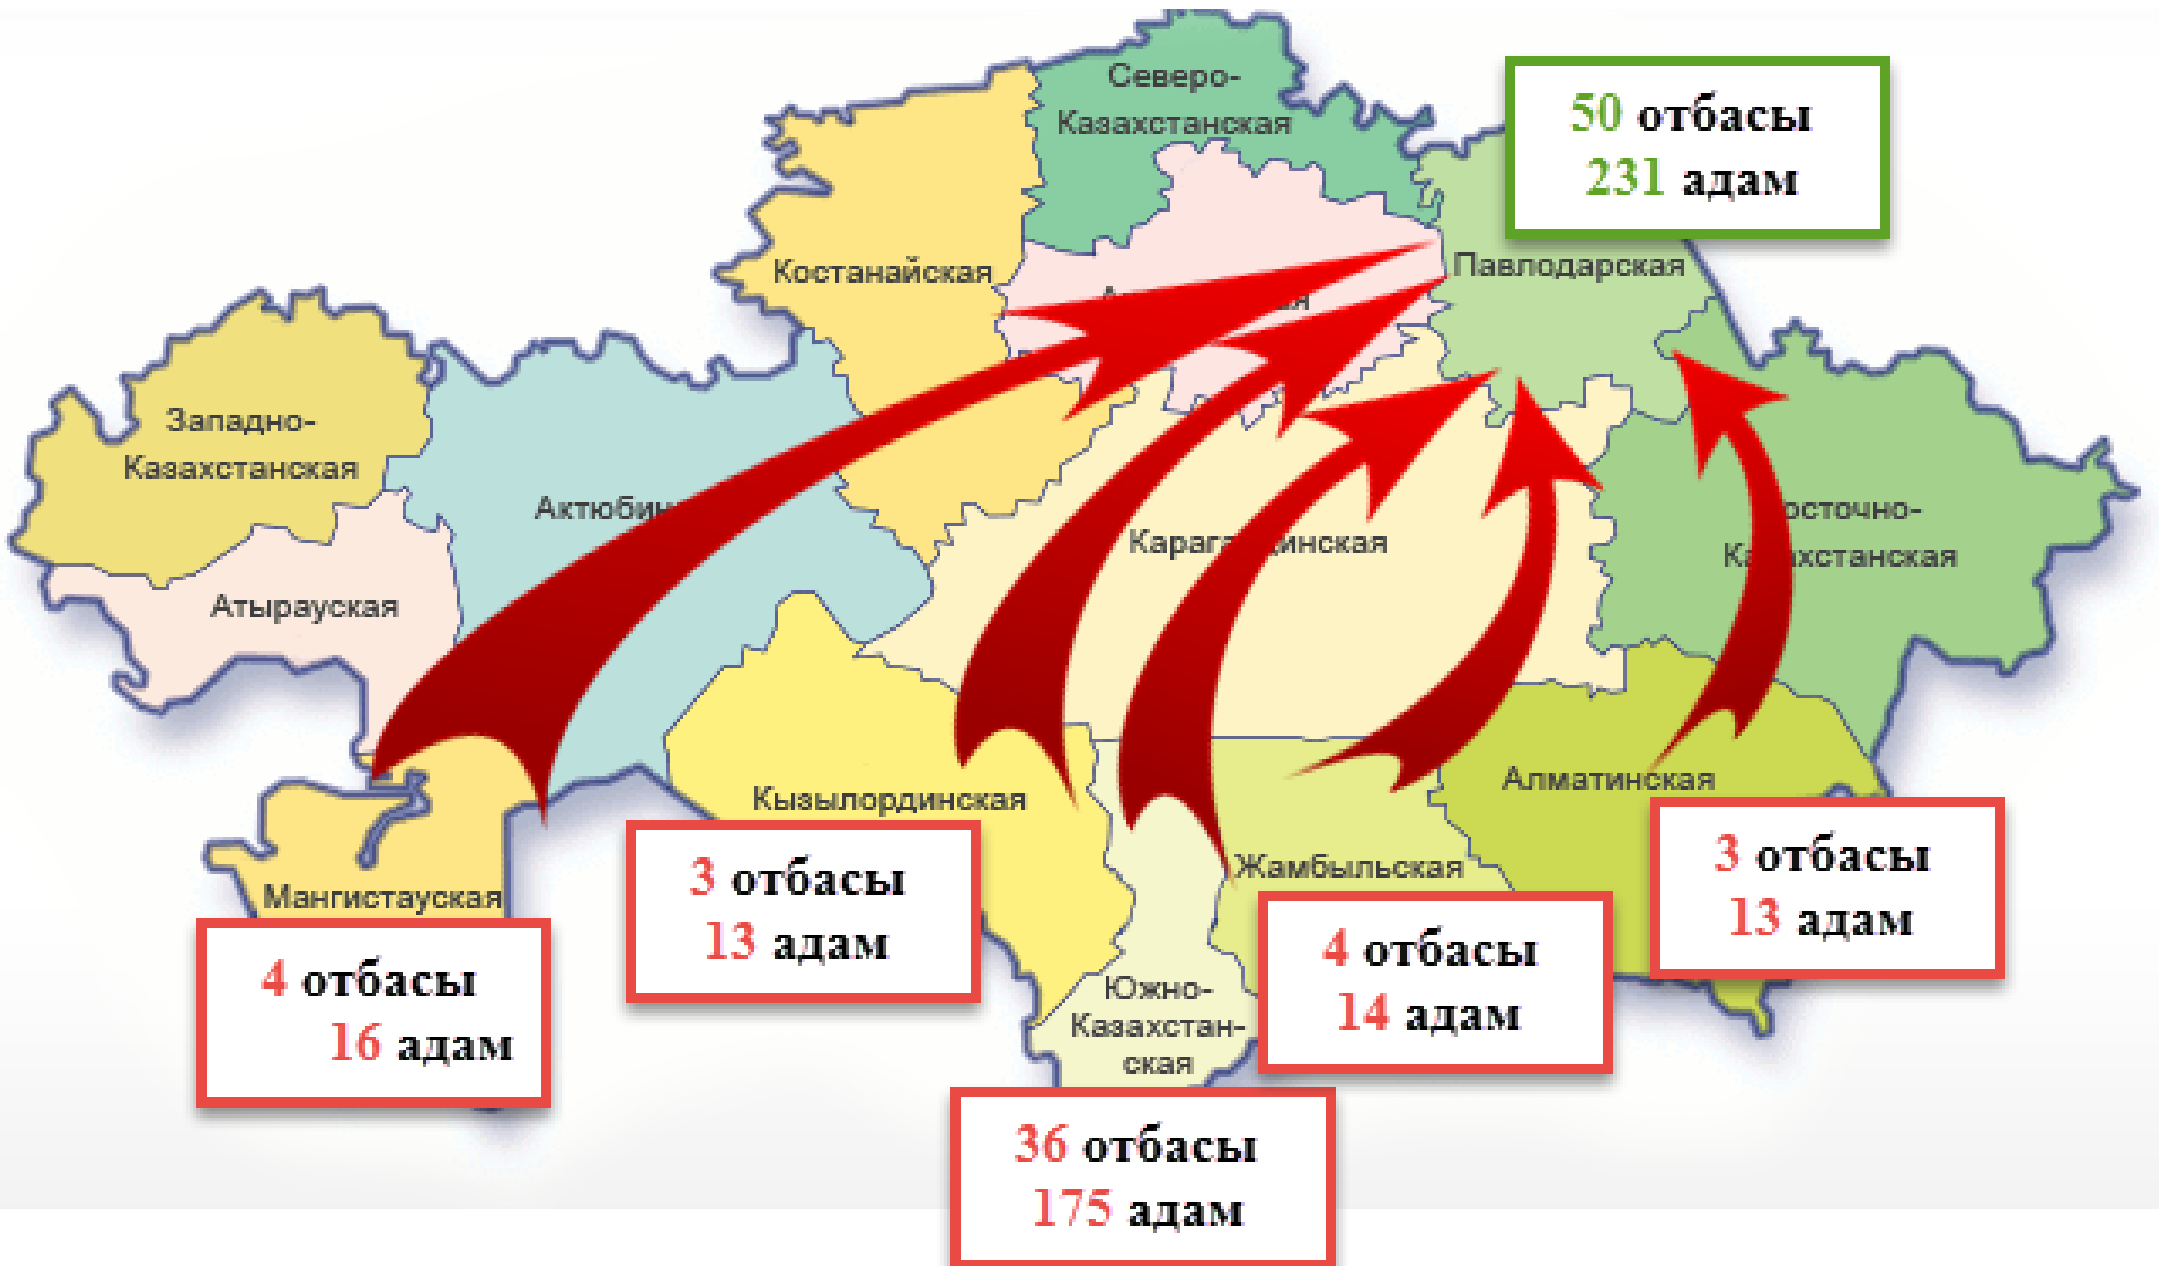 Северо-
Казахстанская
50 отбасы
231 адам
Костанайская
Павлодарская
Западно-
Казахстанская
Карагандинская
Казахстанская
Атырауская
Кызылординская
Алматинская
Мангистауская
Жамбыльская
3 отбасы
13 адам
3 отбасы
13 адам
4 отбасы
16 адам
4 отбасы
14 адам
Южно-
Казахстан-
ская
36 отбасы
175 адам